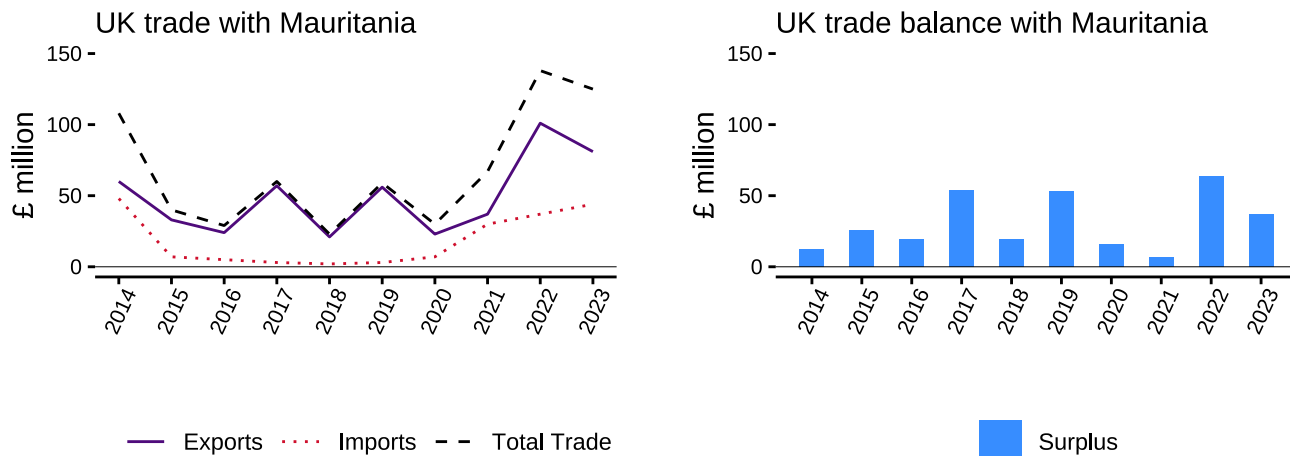 UK trade with Mauritania
150
100
50
0
£ million
2014 2015 2016 2017 2018 2019 2020 2021 2022 2023
Exports Imports Total Trade
UK trade balance with Mauritania
150
100
50
0
£ million
2014 2015 2016 2017 2018 2019 2020 2021 2022 2023
Surplus